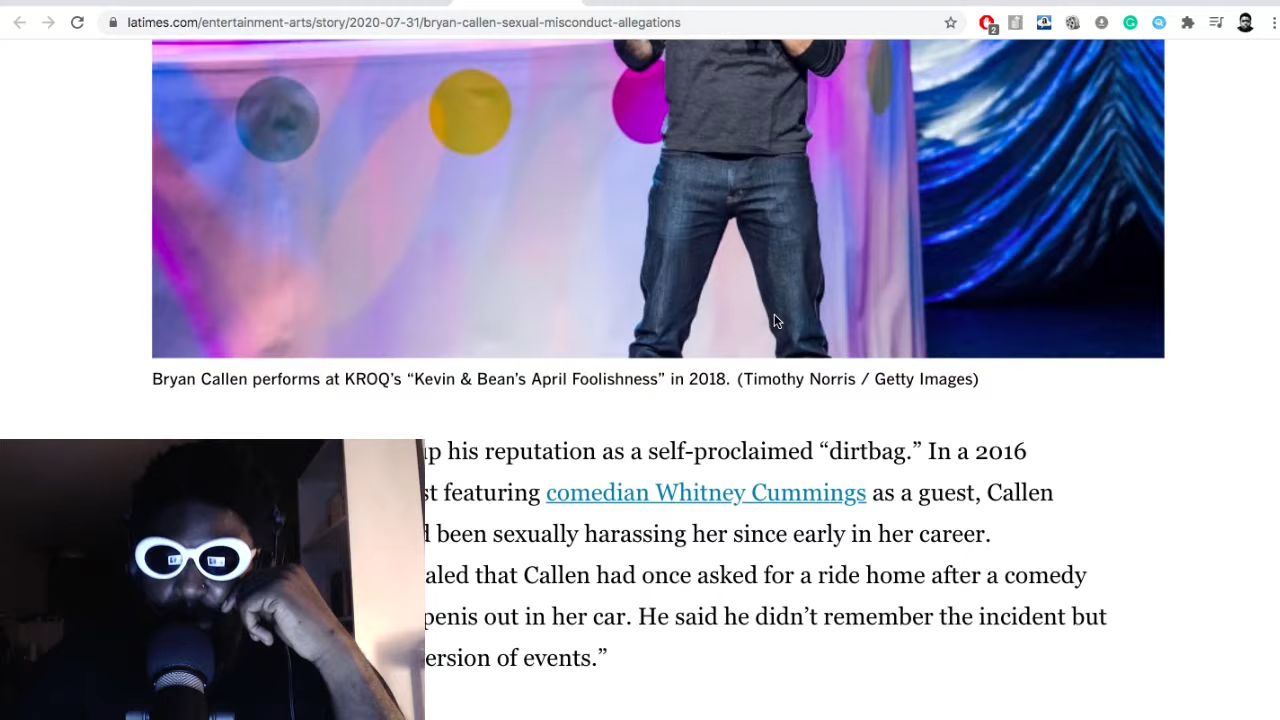 latimes.com/entertainment-arts/story/2020-07-31/bryan-callen-sexual-misconduct-allegations
2
Bryan Callen performs at KROQ’s “Kevin & Bean’s April Foolishness” in 2018. (Timothy Norris / Getty Images)
up his reputation as a self-proclaimed “dirtbag.” In a 2016
st featuring comedian Whitney Cummings as a guest, Callen
d been sexually harassing her since early in her career.
aled that Callen had once asked for a ride home after a comedy
penis out in her car. He said he didn’t remember the incident but
ersion of events.”